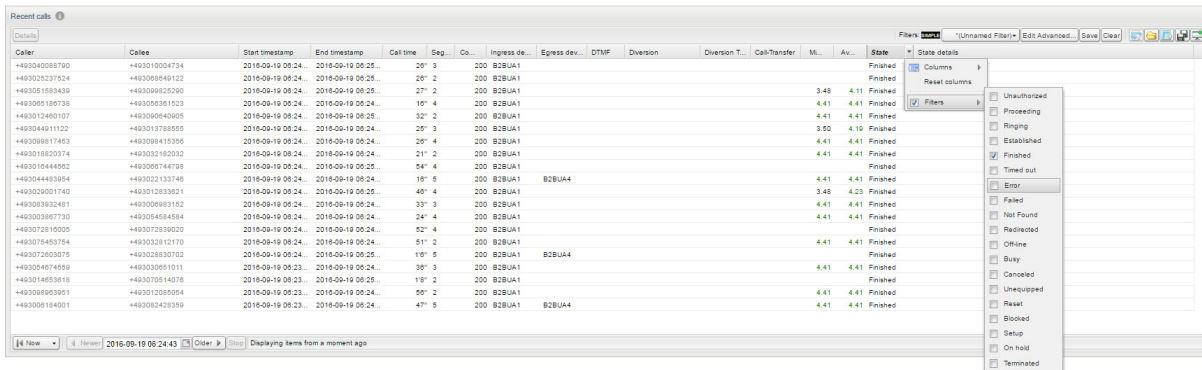 Recent calls
Details Filters: SIMPLE *(Unnamed Filter) Edit Advanced... Save Clear
Caller Callee Start timestamp End timestamp Call time Seg... Co... Ingress de... Egress dev... DTMF Diversion Diversion T... Call-Transfer Mi... Av... State State details
+493040088790 +493010004734 2016-09-19 06:24... 2016-09-19 06:25... 26" 3 200 B2BUA1 Finished
+493025237624 +493068649122 2016-09-19 06:24... 2016-09-19 06:25... 26" 2 200 B2BUA1 Finished
+493051583439 +493099825290 2016-09-19 06:24... 2016-09-19 06:25... 27" 2 200 B2BUA1 3.48 4.11 Finished
+493065186738 +493056361523 2016-09-19 06:24... 2016-09-19 06:24... 16" 4 200 B2BUA1 4.41 4.41 Finished
+493012460107 +493090640905 2016-09-19 06:24... 2016-09-19 06:25... 32" 2 200 B2BUA1 4.41 4.41 Finished
+493044911122 +493013788555 2016-09-19 06:24... 2016-09-19 06:24... 25" 3 200 B2BUA1 3.50 4.19 Finished
+493099817453 +493098415356 2016-09-19 06:24... 2016-09-19 06:24... 26" 4 200 B2BUA1 4.41 4.41 Finished
+493018820374 +493032182032 2016-09-19 06:24... 2016-09-19 06:24... 21" 2 200 B2BUA1 4.41 4.41 Finished
+493016444562 +493066744798 2016-09-19 06:24... 2016-09-19 06:25... 54" 4 200 B2BUA1 Finished
+493044483954 +493022133746 2016-09-19 06:24... 2016-09-19 06:24... 16" 5 200 B2BUA1 B2BUA4 4.41 4.41 Finished
+493029001740 +493012833621 2016-09-19 06:24... 2016-09-19 06:25... 46" 4 200 B2BUA1 3.48 4.23 Finished
+493083932481 +493006983152 2016-09-19 06:24... 2016-09-19 06:24... 33" 3 200 B2BUA1 4.41 4.41 Finished
+493003867730 +493054584584 2016-09-19 06:24... 2016-09-19 06:24... 24" 4 200 B2BUA1 4.41 4.41 Finished
+493072816005 +493072839020 2016-09-19 06:24... 2016-09-19 06:24... 52" 4 200 B2BUA1 Finished
+493075453754 +493032812170 2016-09-19 06:24... 2016-09-19 06:24... 51" 2 200 B2BUA1 4.41 4.41 Finished
+493072603075 +493028830702 2016-09-19 06:24... 2016-09-19 06:25... 1'6" 5 200 B2BUA1 B2BUA4 Finished
+493054674559 +493030651011 2016-09-19 06:23... 2016-09-19 06:24... 36" 3 200 B2BUA1 4.41 4.41 Finished
+493014653618 +493070514076 2016-09-19 06:23... 2016-09-19 06:25... 1'8" 2 200 B2BUA1 Finished
+493098963951 +493012085054 2016-09-19 06:23... 2016-09-19 06:24... 56" 2 200 B2BUA1 4.41 4.41 Finished
+493006184001 +493082428359 2016-09-19 06:23... 2016-09-19 06:24... 47" 5 200 B2BUA1 B2BUA4 4.41 4.41 Finished
Now Newer 2016-09-19 06:24:43 Older Stop Displaying items from a moment ago
Columns
Reset columns
Filters
Unauthorized
Proceeding
Ringing
Established
Finished
Timed out
Error
Failed
Not Found
Redirected
Off-line
Busy
Canceled
Unequipped
Reset
Blocked
Setup
On hold
Terminated